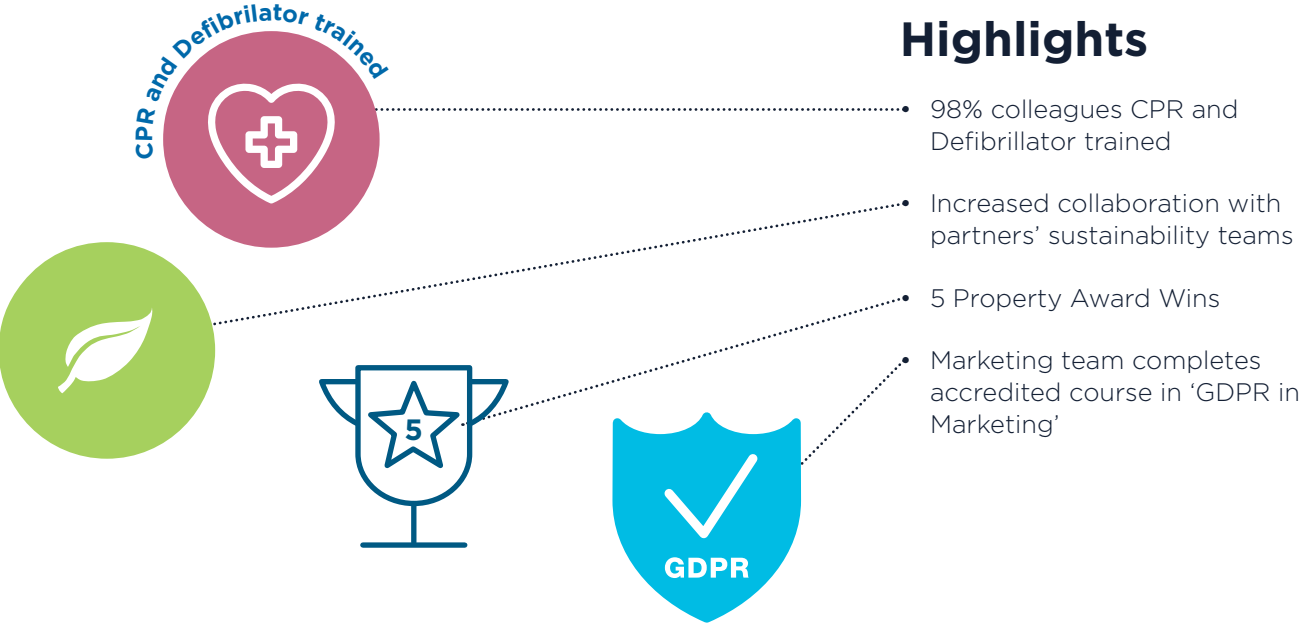 CPR and Defibrilator trained
Highlights
• 98% colleagues CPR and
Defibrillator trained
• Increased collaboration with
partners’ sustainability teams
• 5 Property Award Wins
• Marketing team completes
accredited course in ‘GDPR in
Marketing’
5
GDPR